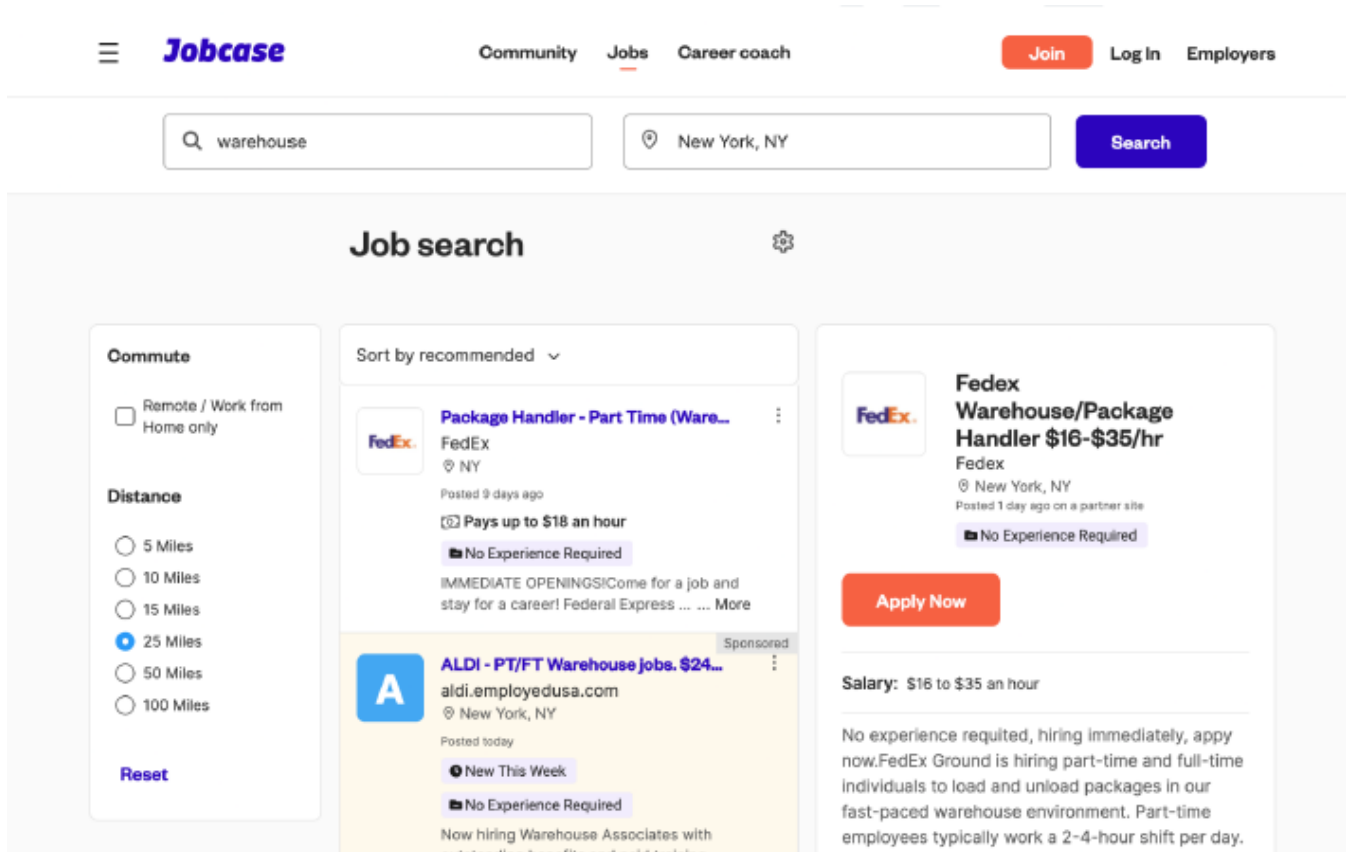 Jobcase
Community
Jobs
Career coach
Join
Log In
Employers
warehouse
New York, NY
Search
Job search
Commute
Remote / Work from
Home only
Distance
5 Miles
10 Miles
15 Miles
25 Miles
50 Miles
100 Miles
Reset
Sort by recommended
FedEx.
Package Handler - Part Time (Ware...
FedEx
NY
Posted 9 days ago
Pays up to $18 an hour
No Experience Required
IMMEDIATE OPENINGS!Come for a job and
stay for a career! Federal Express ... ... More
Sponsored
A
ALDI - PT/FT Warehouse jobs. $24...
aldi.employedusa.com
New York, NY
Posted today
New This Week
No Experience Required
Now hiring Warehouse Associates with
FedEx.
Fedex
Warehouse/Package
Handler $16-$35/hr
Fedex
New York, NY
Posted 1 day ago on a partner site
No Experience Required
Apply Now
Salary: $16 to $35 an hour
No experience requited, hiring immediately, appy
now.FedEx Ground is hiring part-time and full-time
individuals to load and unload packages in our
fast-paced warehouse environment. Part-time
employees typically work a 2-4-hour shift per day.